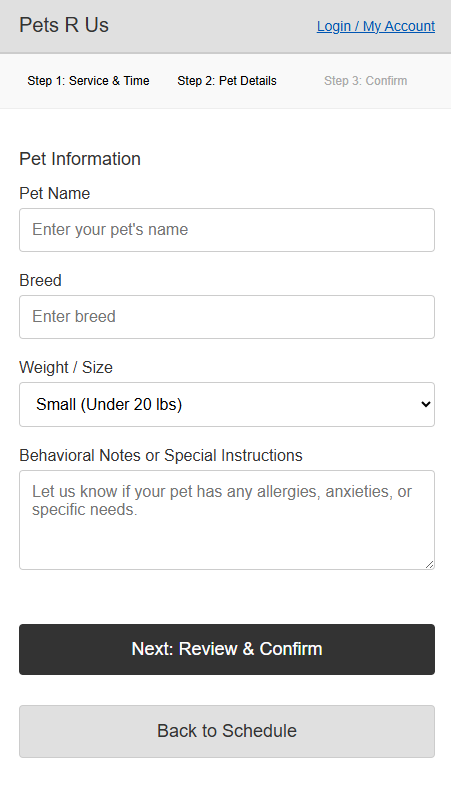 Pets R Us
Login / My Account
Step 1: Service & Time
Step 2: Pet Details
Step 3: Confirm
Pet Information
Pet Name
Enter your pet's name
Breed
Enter breed
Weight / Size
Small (Under 20 lbs)
Behavioral Notes or Special Instructions
Let us know if your pet has any allergies, anxieties, or
specific needs.
Next: Review & Confirm
Back to Schedule